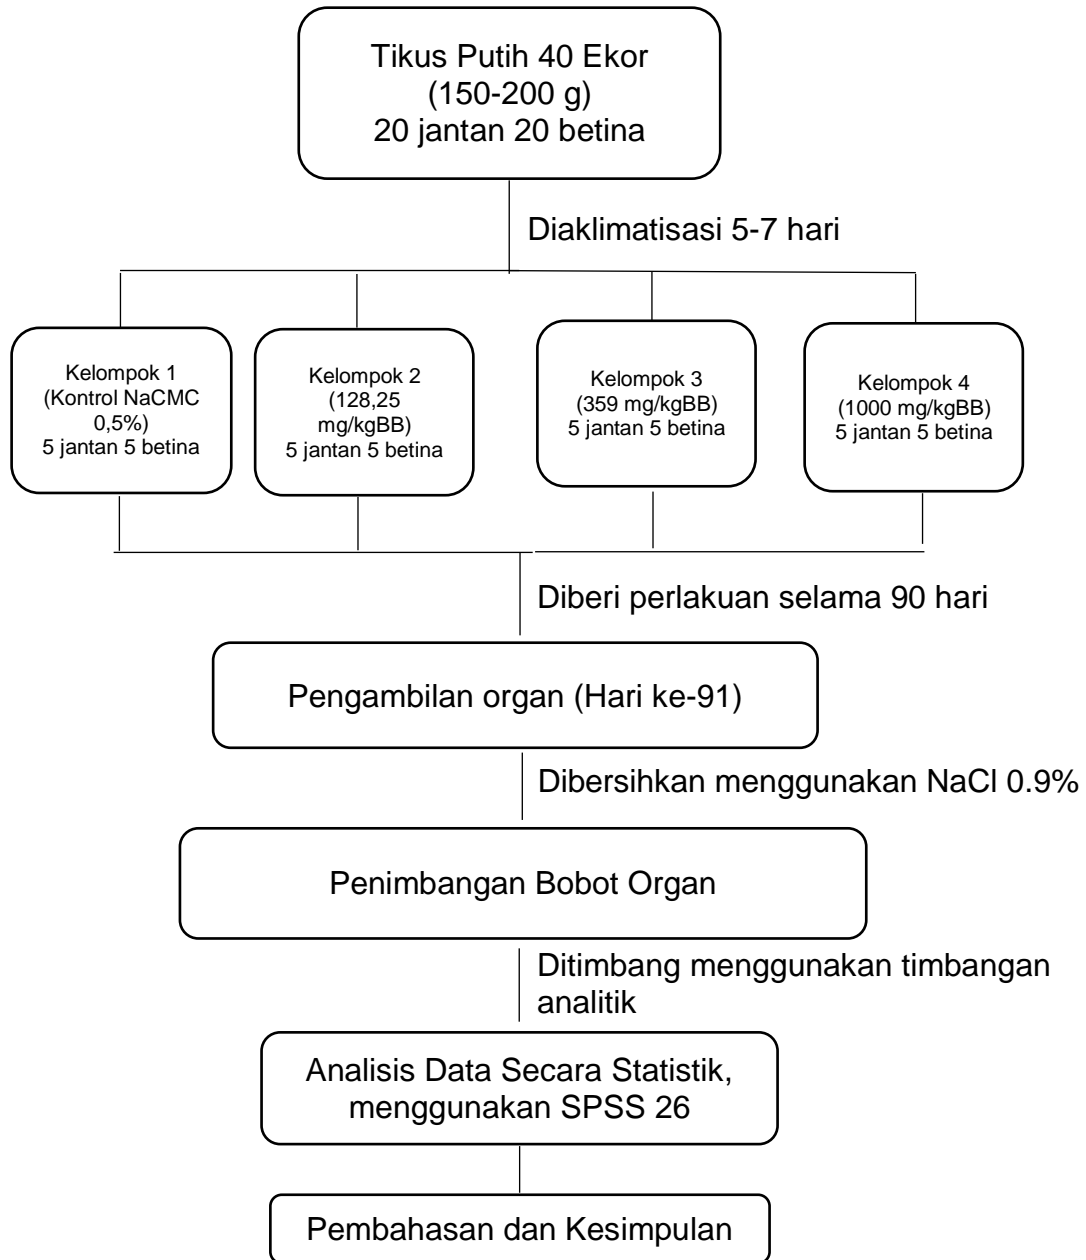 Tikus Putih 40 Ekor
(150-200 g)
20 jantan 20 betina
Diaklimatisasi 5-7 hari
Kelompok 1
(Kontrol NaCMC
0,5%)
5 jantan 5 betina
Kelompok 2
(128,25
mg/kgBB)
5 jantan 5 betina
Kelompok 3
(359 mg/kgBB)
5 jantan 5 betina
Kelompok 4
(1000 mg/kgBB)
5 jantan 5 betina
Diberi perlakuan selama 90 hari
Pengambilan organ (Hari ke-91)
Dibersihkan menggunakan NaCl 0.9%
Penimbangan Bobot Organ
Ditimbang menggunakan timbangan
analitik
Analisis Data Secara Statistik,
menggunakan SPSS 26
Pembahasan dan Kesimpulan